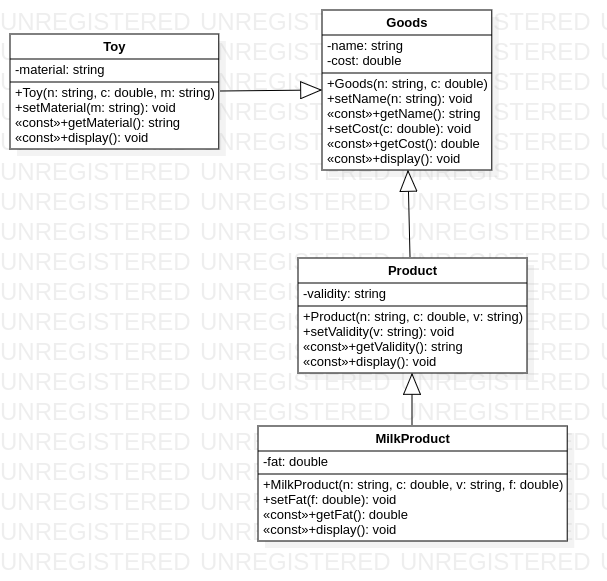 Toy
-material: string
+Toy(n: string, c: double, m: string)
+setMaterial(m: string): void
«const»+getMaterial(): string
«const»+display(): void
Goods
-name: string
-cost: double
+Goods(n: string, c: double)
+setName(n: string): void
«const»+getName(): string
+setCost(c: double): void
«const»+getCost(): double
«const»+display(): void
Product
-validity: string
+Product(n: string, c: double, v: string)
+setValidity(v: string): void
«const»+getValidity(): string
«const»+display(): void
MilkProduct
-fat: double
+MilkProduct(n: string, c: double, v: string, f: double)
+setFat(f: double): void
«const»+getFat(): double
«const»+display(): void
UNREGISTERED